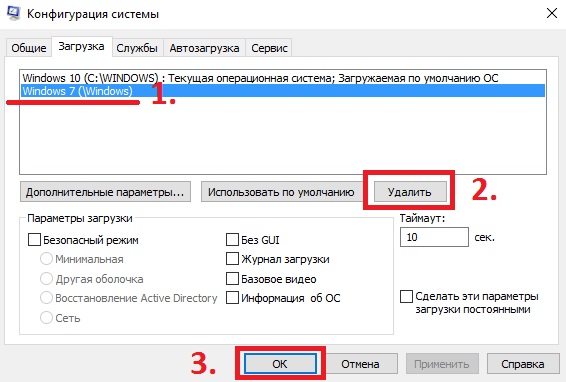 Конфигурация системы
Общие Загрузка Службы Автозагрузка Сервис
Windows 10 (C:\WINDOWS) : Текущая операционная система; Загружаемая по умолчанию ОС
Windows 7 (\Windows)
1.
Дополнительные параметры... Использовать по умолчанию Удалить
2.
Параметры загрузки
Таймаут:
Безопасный режим Без GUI
10 сек.
Минимальная Журнал загрузки
Другая оболочка Базовое видео
Восстановление Active Directory Информация об ОС
Сделать эти параметры
загрузки постоянными
Сеть
3.
ОК Отмена Применить Справка